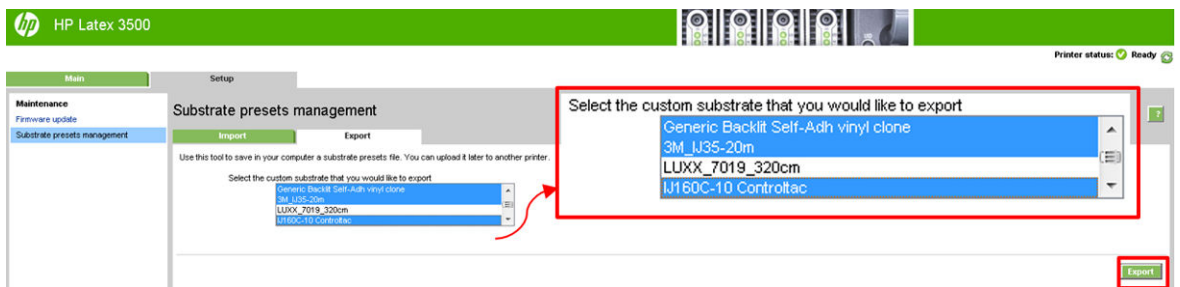 hp HP Latex 3500
Printer status: Ready
Main Setup
Maintenance
Firmware update
Substrate presets management
Substrate presets management
?
Import Export
Use this tool to save in your computer a substrate presets file. You can upload it later to another printer.
Select the custom substrate that you would like to export
Generic Backlit Self-Adh vinyl clone
3M_IJ35-20m
LUXX_7019_320cm
IJ160C-10 Controltac
Select the custom substrate that you would like to export
Generic Backlit Self-Adh vinyl clone
3M_IJ35-20m
LUXX_7019_320cm
IJ160C-10 Controltac
Export